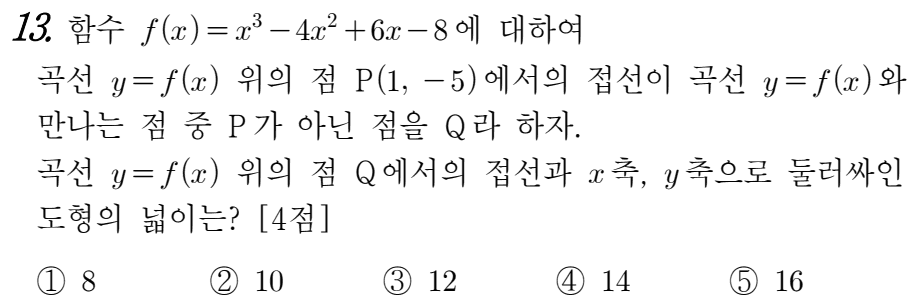 13. 함수 f(x)=x³-4x²+6x-8에 대하여
곡선 y=f(x) 위의 점 P(1, -5)에서의 접선이 곡선 y=f(x)와
만나는 점 중 P가 아닌 점을 Q라 하자.
곡선 y=f(x) 위의 점 Q에서의 접선과 x축, y축으로 둘러싸인
도형의 넓이는? [4점]
① 8 ② 10 ③ 12 ④ 14 ⑤ 16